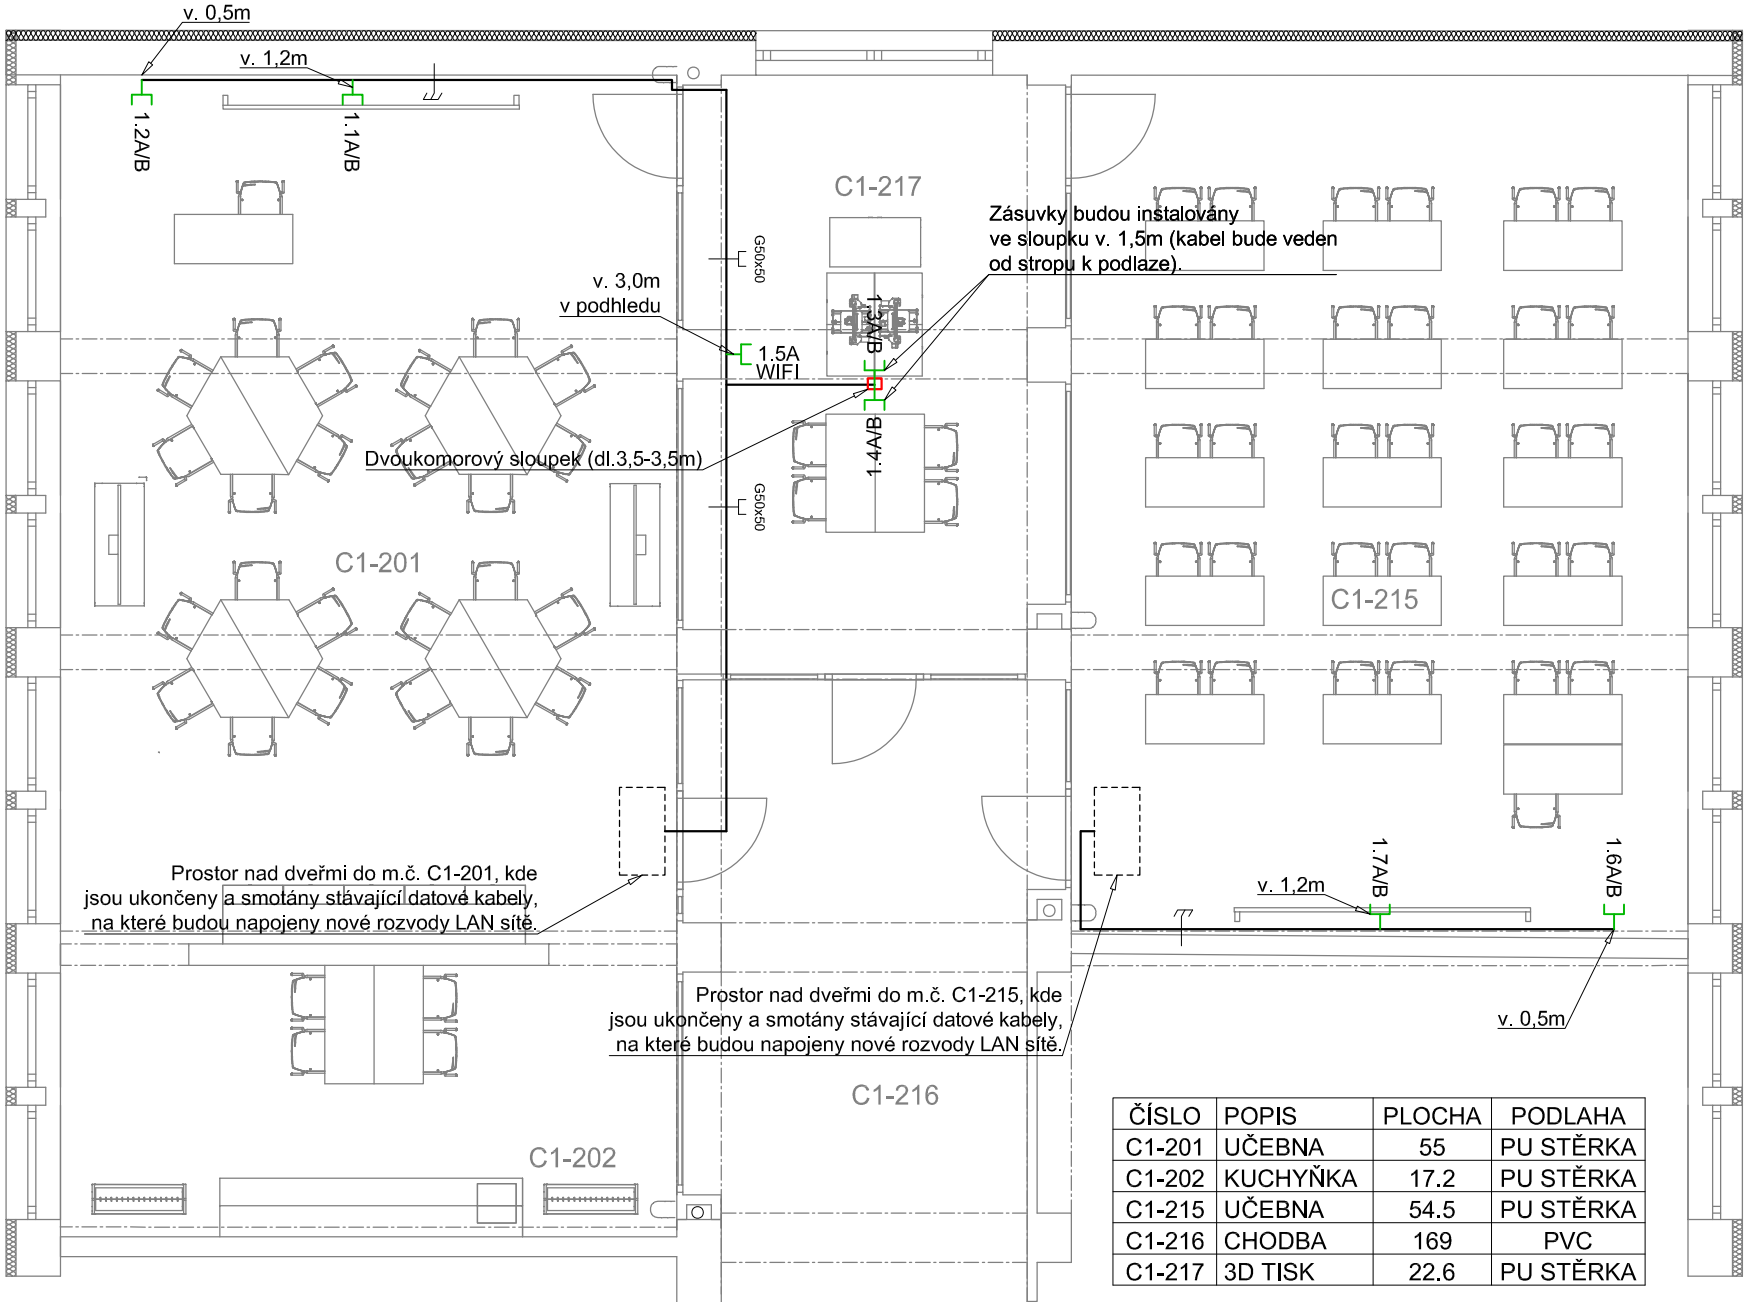 v. 0,5m
v. 1,2m
1.2A/B
1.1A/B
C1-217
Zásuvky budou instalovány
ve sloupku v. 1,5m (kabel bude veden
od stropu k podlaze).
G50x50
v. 3,0m
v podhledu
1.3A/B
1.5A
WIFI
1.4A/B
Dvoukomorový sloupek (dl.3,5-3,5m)
G50x50
C1-201
C1-215
Prostor nad dveřmi do m.č. C1-201, kde
jsou ukončeny a smotány stávající datové kabely,
na které budou napojeny nové rozvody LAN sítě.
1.7A/B
1.6A/B
v. 1,2m
Prostor nad dveřmi do m.č. C1-215, kde
jsou ukončeny a smotány stávající datové kabely,
na které budou napojeny nové rozvody LAN sítě.
v. 0,5m
C1-216
C1-202
ČÍSLO POPIS PLOCHA PODLAHA
C1-201 UČEBNA 55 PU STĚRKA
C1-202 KUCHYŇKA 17.2 PU STĚRKA
C1-215 UČEBNA 54.5 PU STĚRKA
C1-216 CHODBA 169 PVC
C1-217 3D TISK 22.6 PU STĚRKA